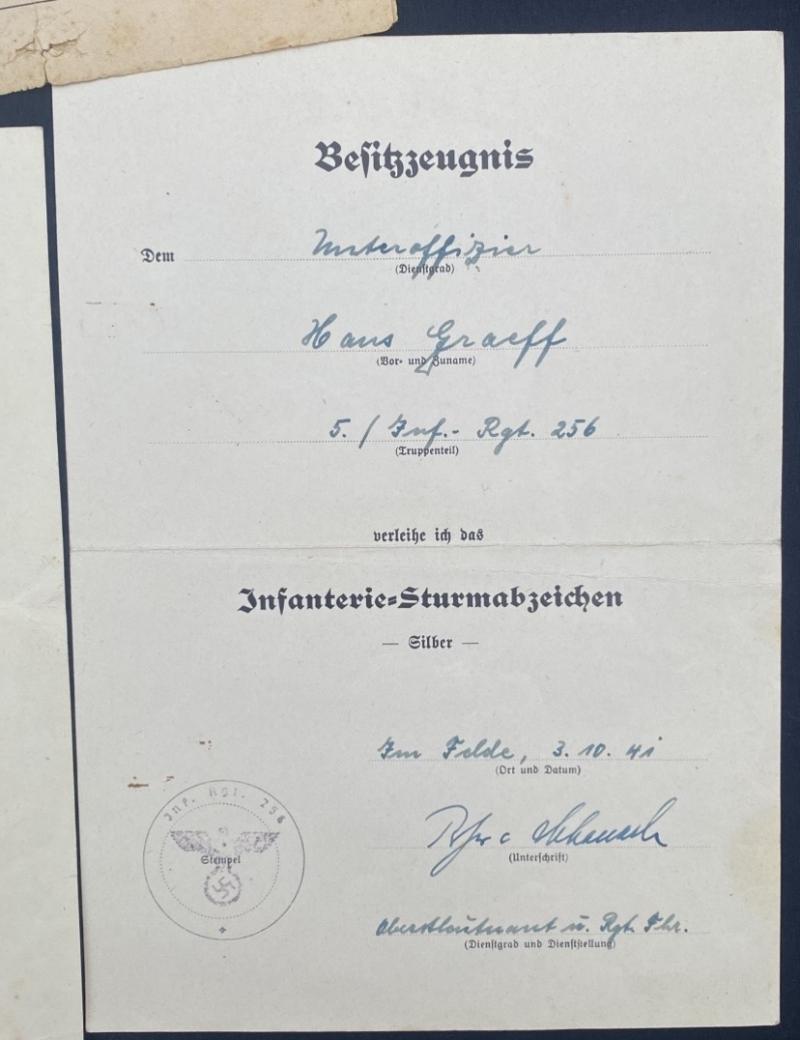 Besitzzeugnis
Dem Unteroffizier
(Dienstgrad)
Hans Graeff
(Vor- und Zuname)
5. / Inf.- Rgt. 256
(Truppenteil)
verleihe ich das
Infanterie-Sturmabzeichen
— Silber —
Im Felde, 3. 10. 41
(Ort und Datum)
Inf. Rgt. 256
Stempel
(Unterschrift)
Oberstleutnant u. Rgt. Fhr.
(Dienstgrad und Dienststellung)